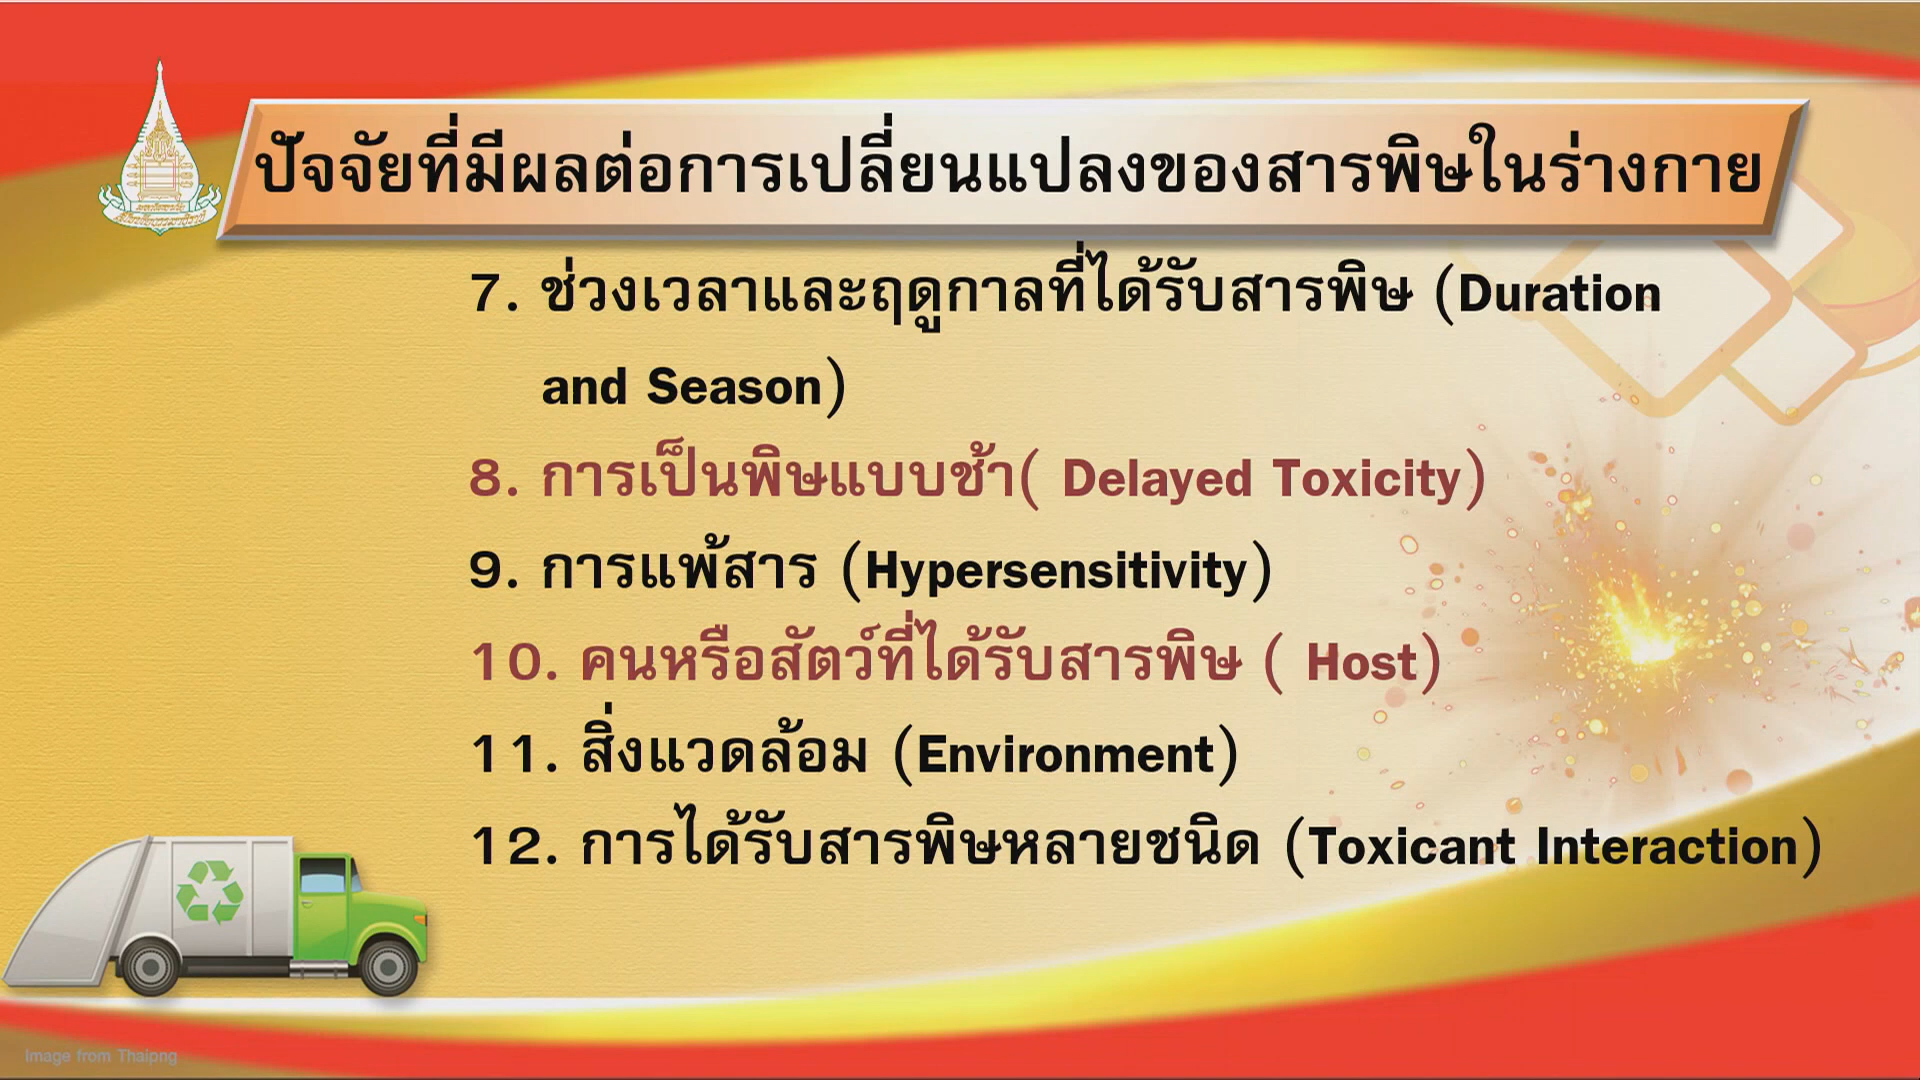 ปัจจัยที่มีผลต่อการเปลี่ยนแปลงของสารพิษในร่างกาย
7. ช่วงเวลาและฤดูกาลที่ได้รับสารพิษ (Duration
and Season)
8. การเป็นพิษแบบช้า( Delayed Toxicity)
9. การแพ้สาร (Hypersensitivity)
10. คนหรือสัตว์ที่ได้รับสารพิษ ( Host)
11. สิ่งแวดล้อม (Environment)
12. การได้รับสารพิษหลายชนิด (Toxicant Interaction)
Image from Thaipng